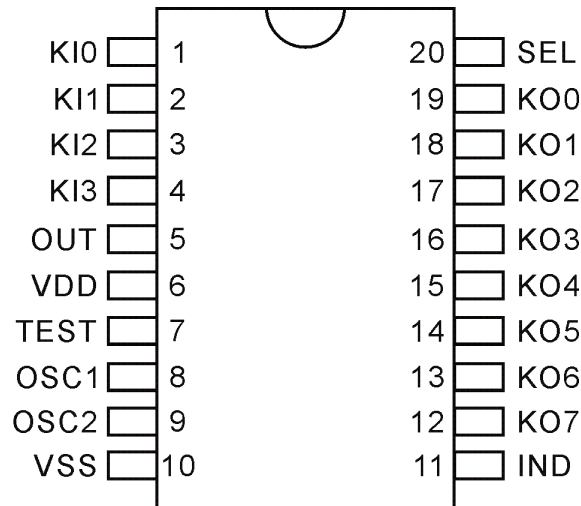 KI0 1 20 SEL
KI1 2 19 KO0
KI2 3 18 KO1
KI3 4 17 KO2
OUT 5 16 KO3
VDD 6 15 KO4
TEST 7 14 KO5
OSC1 8 13 KO6
OSC2 9 12 KO7
VSS 10 11 IND